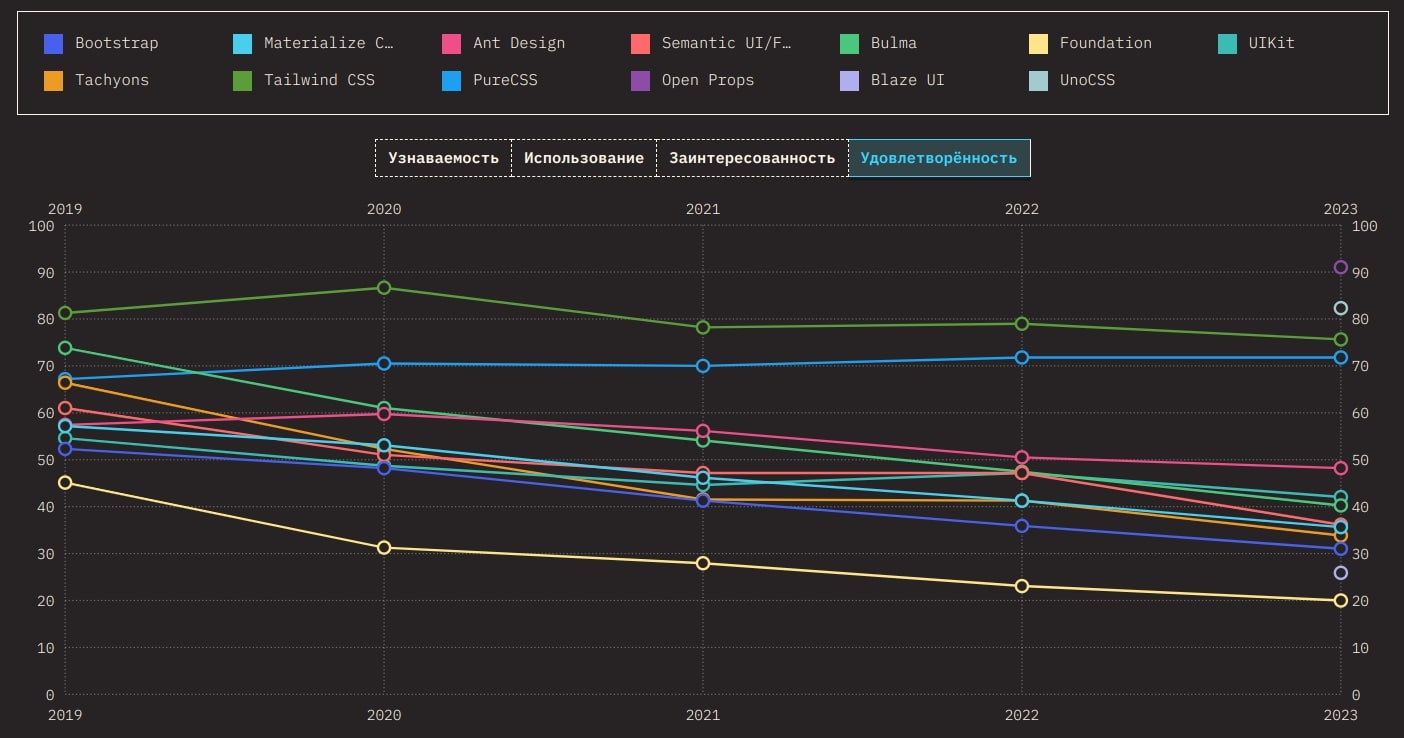 Bootstrap Materialize C… Ant Design Semantic UI/F… Bulma Foundation UIKit
Tachyons Tailwind CSS PureCSS Open Props Blaze UI UnoCSS
Узнаваемость Использование Заинтересованность Удовлетворённость
2019 2020 2021 2022 2023
100 100
90 90
80 80
70 70
60 60
50 50
40 40
30 30
20 20
10 10
0 0
2019 2020 2021 2022 2023